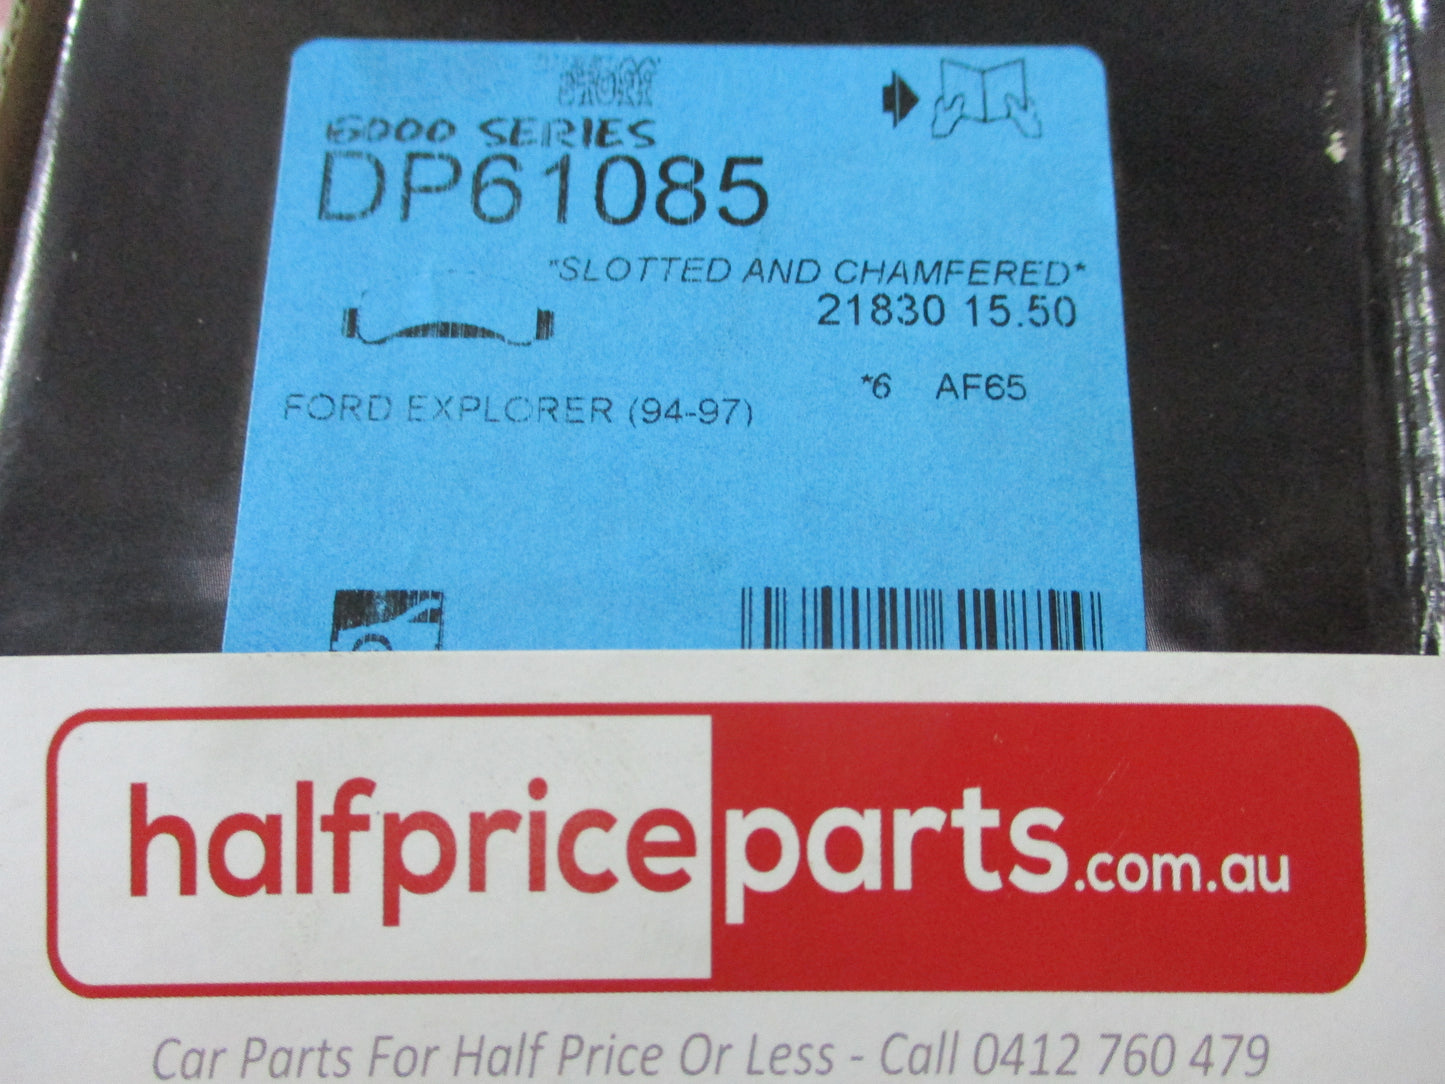 6000 SERIES
DP61085
*SLOTTED AND CHAMFERED*
21830 15.50
*6 AF65
FORD EXPLORER (94-97)
halfpriceparts.com.au
Car Parts For Half Price Or Less - Call 0412 760 479